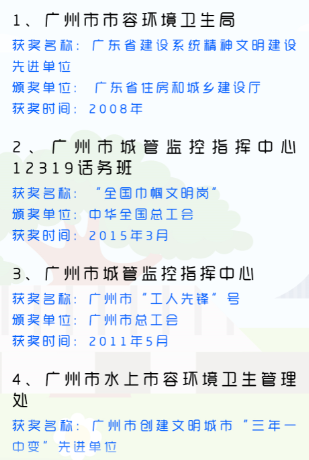 1、广州市市容环境卫生局
获奖名称：广东省建设系统精神文明建设
先进单位
颁奖单位： 广东省住房和城乡建设厅
获奖时间：2008年
2、广州市城管监控指挥中心
12319话务班
获奖名称：“全国巾帼文明岗”
颁奖单位：中华全国总工会
获奖时间：2015年3月
3、广州市城管监控指挥中心
获奖名称：广州市“工人先锋”号
颁奖单位：广州市总工会
获奖时间：2011年5月
4、广州市水上市容环境卫生管理
处
获奖名称：广州市创建文明城市“三年一
中变”先进单位